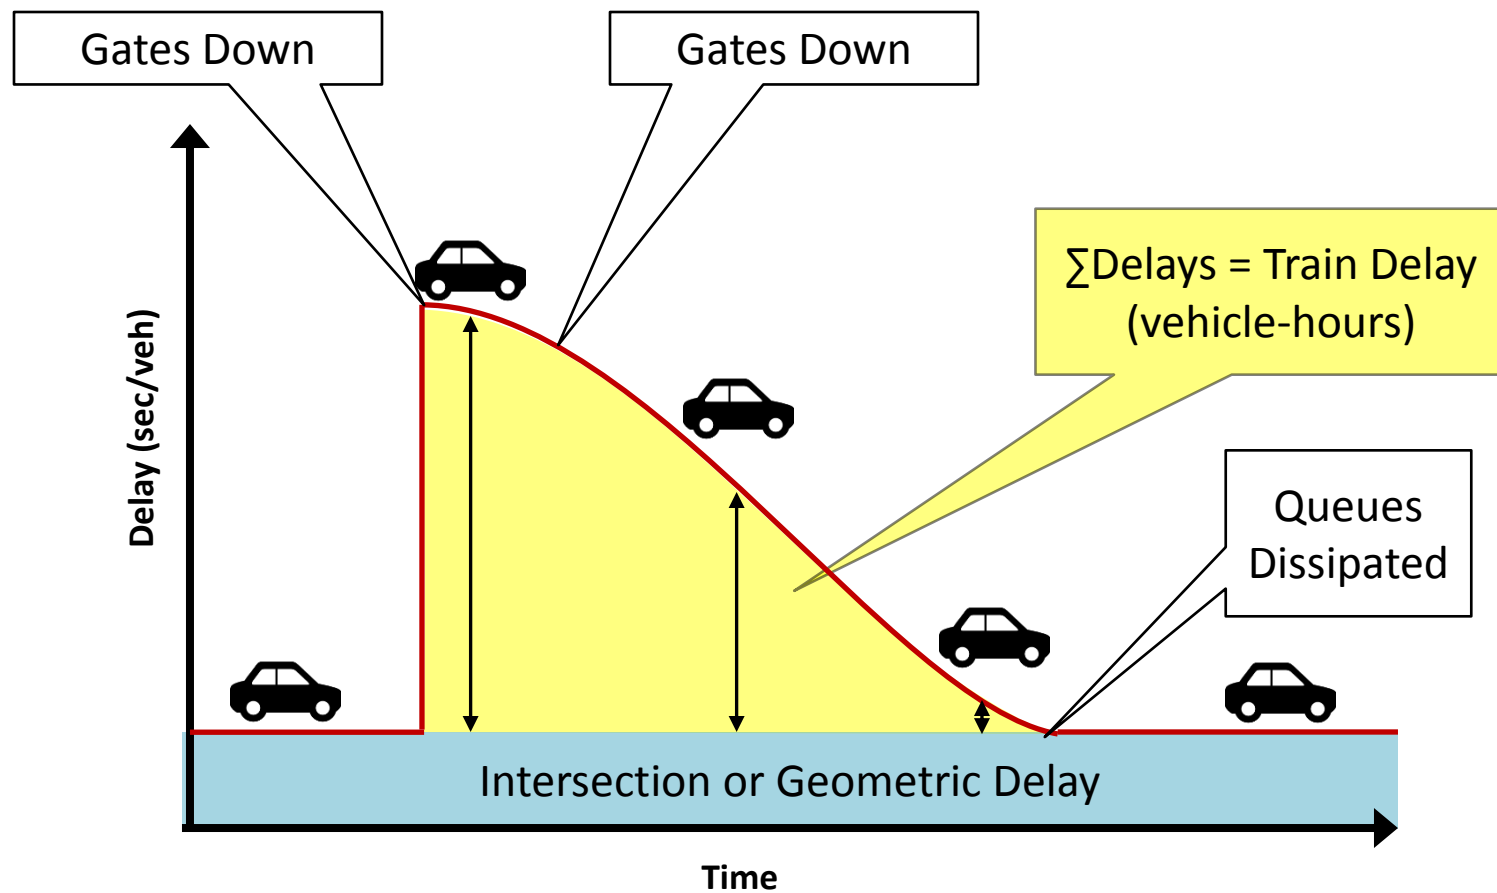 Gates Down
Gates Down
∑Delays = Train Delay
(vehicle-hours)
Delay (sec/veh)
Queues
Dissipated
Intersection or Geometric Delay
Time